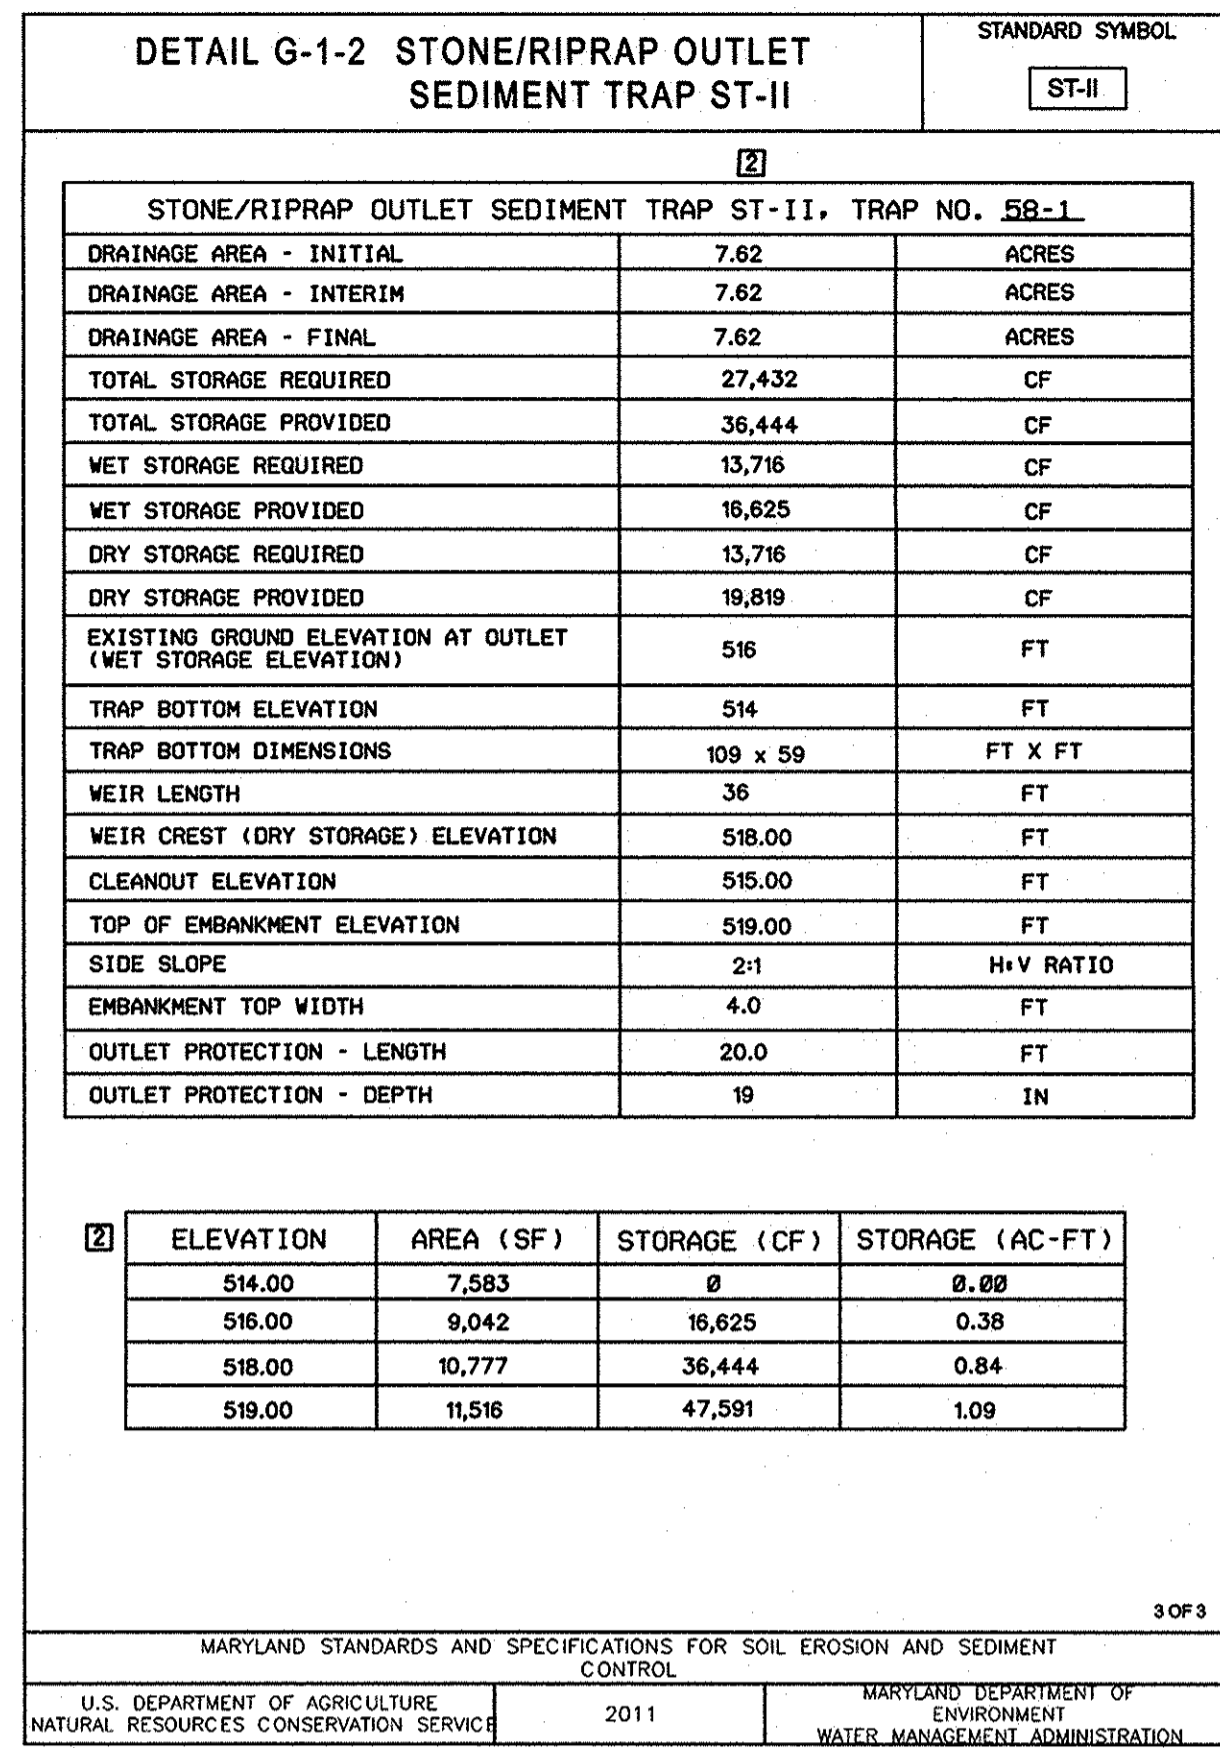 DETAIL G-1-2 STONE/RIPRAP OUTLET
SEDIMENT TRAP ST-II
STANDARD SYMBOL
ST-II
2
STONE/RIPRAP OUTLET SEDIMENT TRAP ST-II, TRAP NO. 58-1
DRAINAGE AREA - INITIAL 7.62 ACRES
DRAINAGE AREA - INTERIM 7.62 ACRES
DRAINAGE AREA - FINAL 7.62 ACRES
TOTAL STORAGE REQUIRED 27,432 CF
TOTAL STORAGE PROVIDED 36,444 CF
WET STORAGE REQUIRED 13,716 CF
WET STORAGE PROVIDED 16,625 CF
DRY STORAGE REQUIRED 13,716 CF
DRY STORAGE PROVIDED 19,819 CF
EXISTING GROUND ELEVATION AT OUTLET
(WET STORAGE ELEVATION) 516 FT
TRAP BOTTOM ELEVATION 514 FT
TRAP BOTTOM DIMENSIONS 109 x 59 FT X FT
WEIR LENGTH 36 FT
WEIR CREST (DRY STORAGE) ELEVATION 518.00 FT
CLEANOUT ELEVATION 515.00 FT
TOP OF EMBANKMENT ELEVATION 519.00 FT
SIDE SLOPE 2:1 H:V RATIO
EMBANKMENT TOP WIDTH 4.0 FT
OUTLET PROTECTION - LENGTH 20.0 FT
OUTLET PROTECTION - DEPTH 19 IN
2 ELEVATION AREA (SF) STORAGE (CF) STORAGE (AC-FT)
514.00 7,583 0 0.00
516.00 9,042 16,625 0.38
518.00 10,777 36,444 0.84
519.00 11,516 47,591 1.09
3 OF 3
MARYLAND STANDARDS AND SPECIFICATIONS FOR SOIL EROSION AND SEDIMENT
CONTROL
U.S. DEPARTMENT OF AGRICULTURE
NATURAL RESOURCES CONSERVATION SERVICE
2011
MARYLAND DEPARTMENT OF
ENVIRONMENT
WATER MANAGEMENT ADMINISTRATION